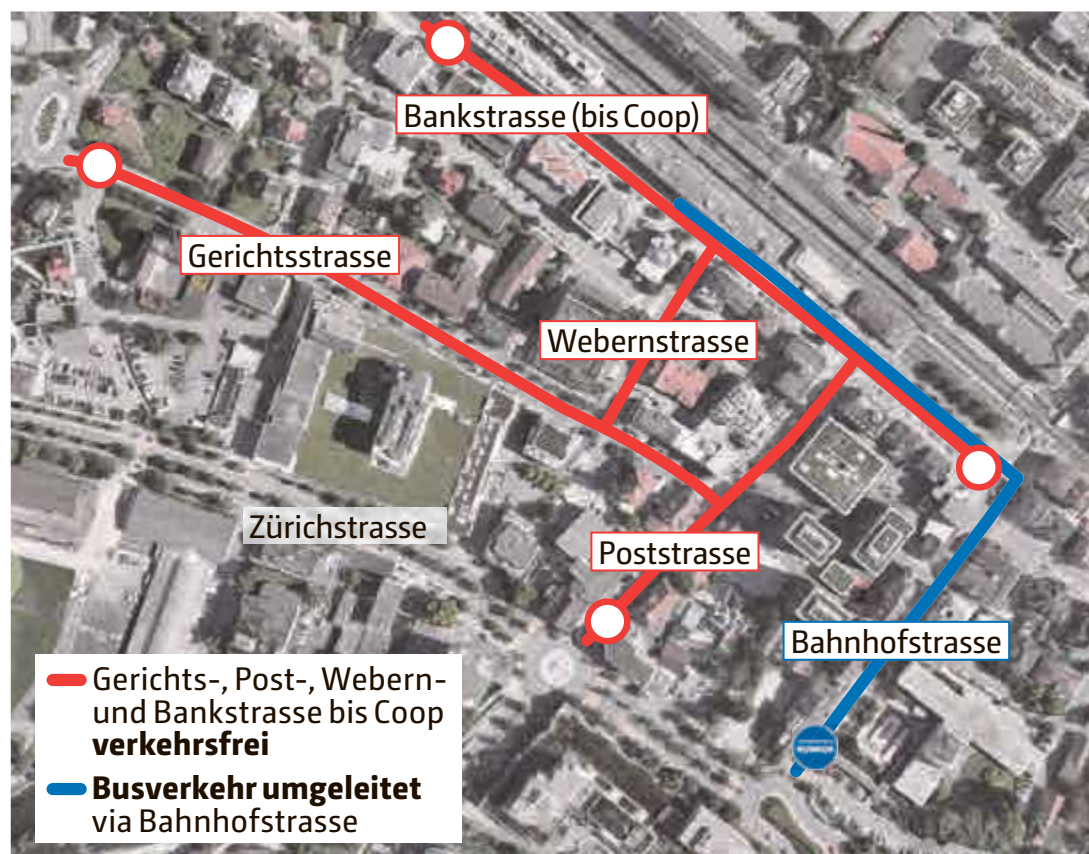 Bankstrasse (bis Coop)
Gerichtsstrasse
Webernstrasse
Zürichstrasse
Poststrasse
Bahnhofstrasse
Gerichts-, Post-, Webern-
und Bankstrasse bis Coop
verkehrsfrei
Busverkehr umgeleitet
via Bahnhofstrasse